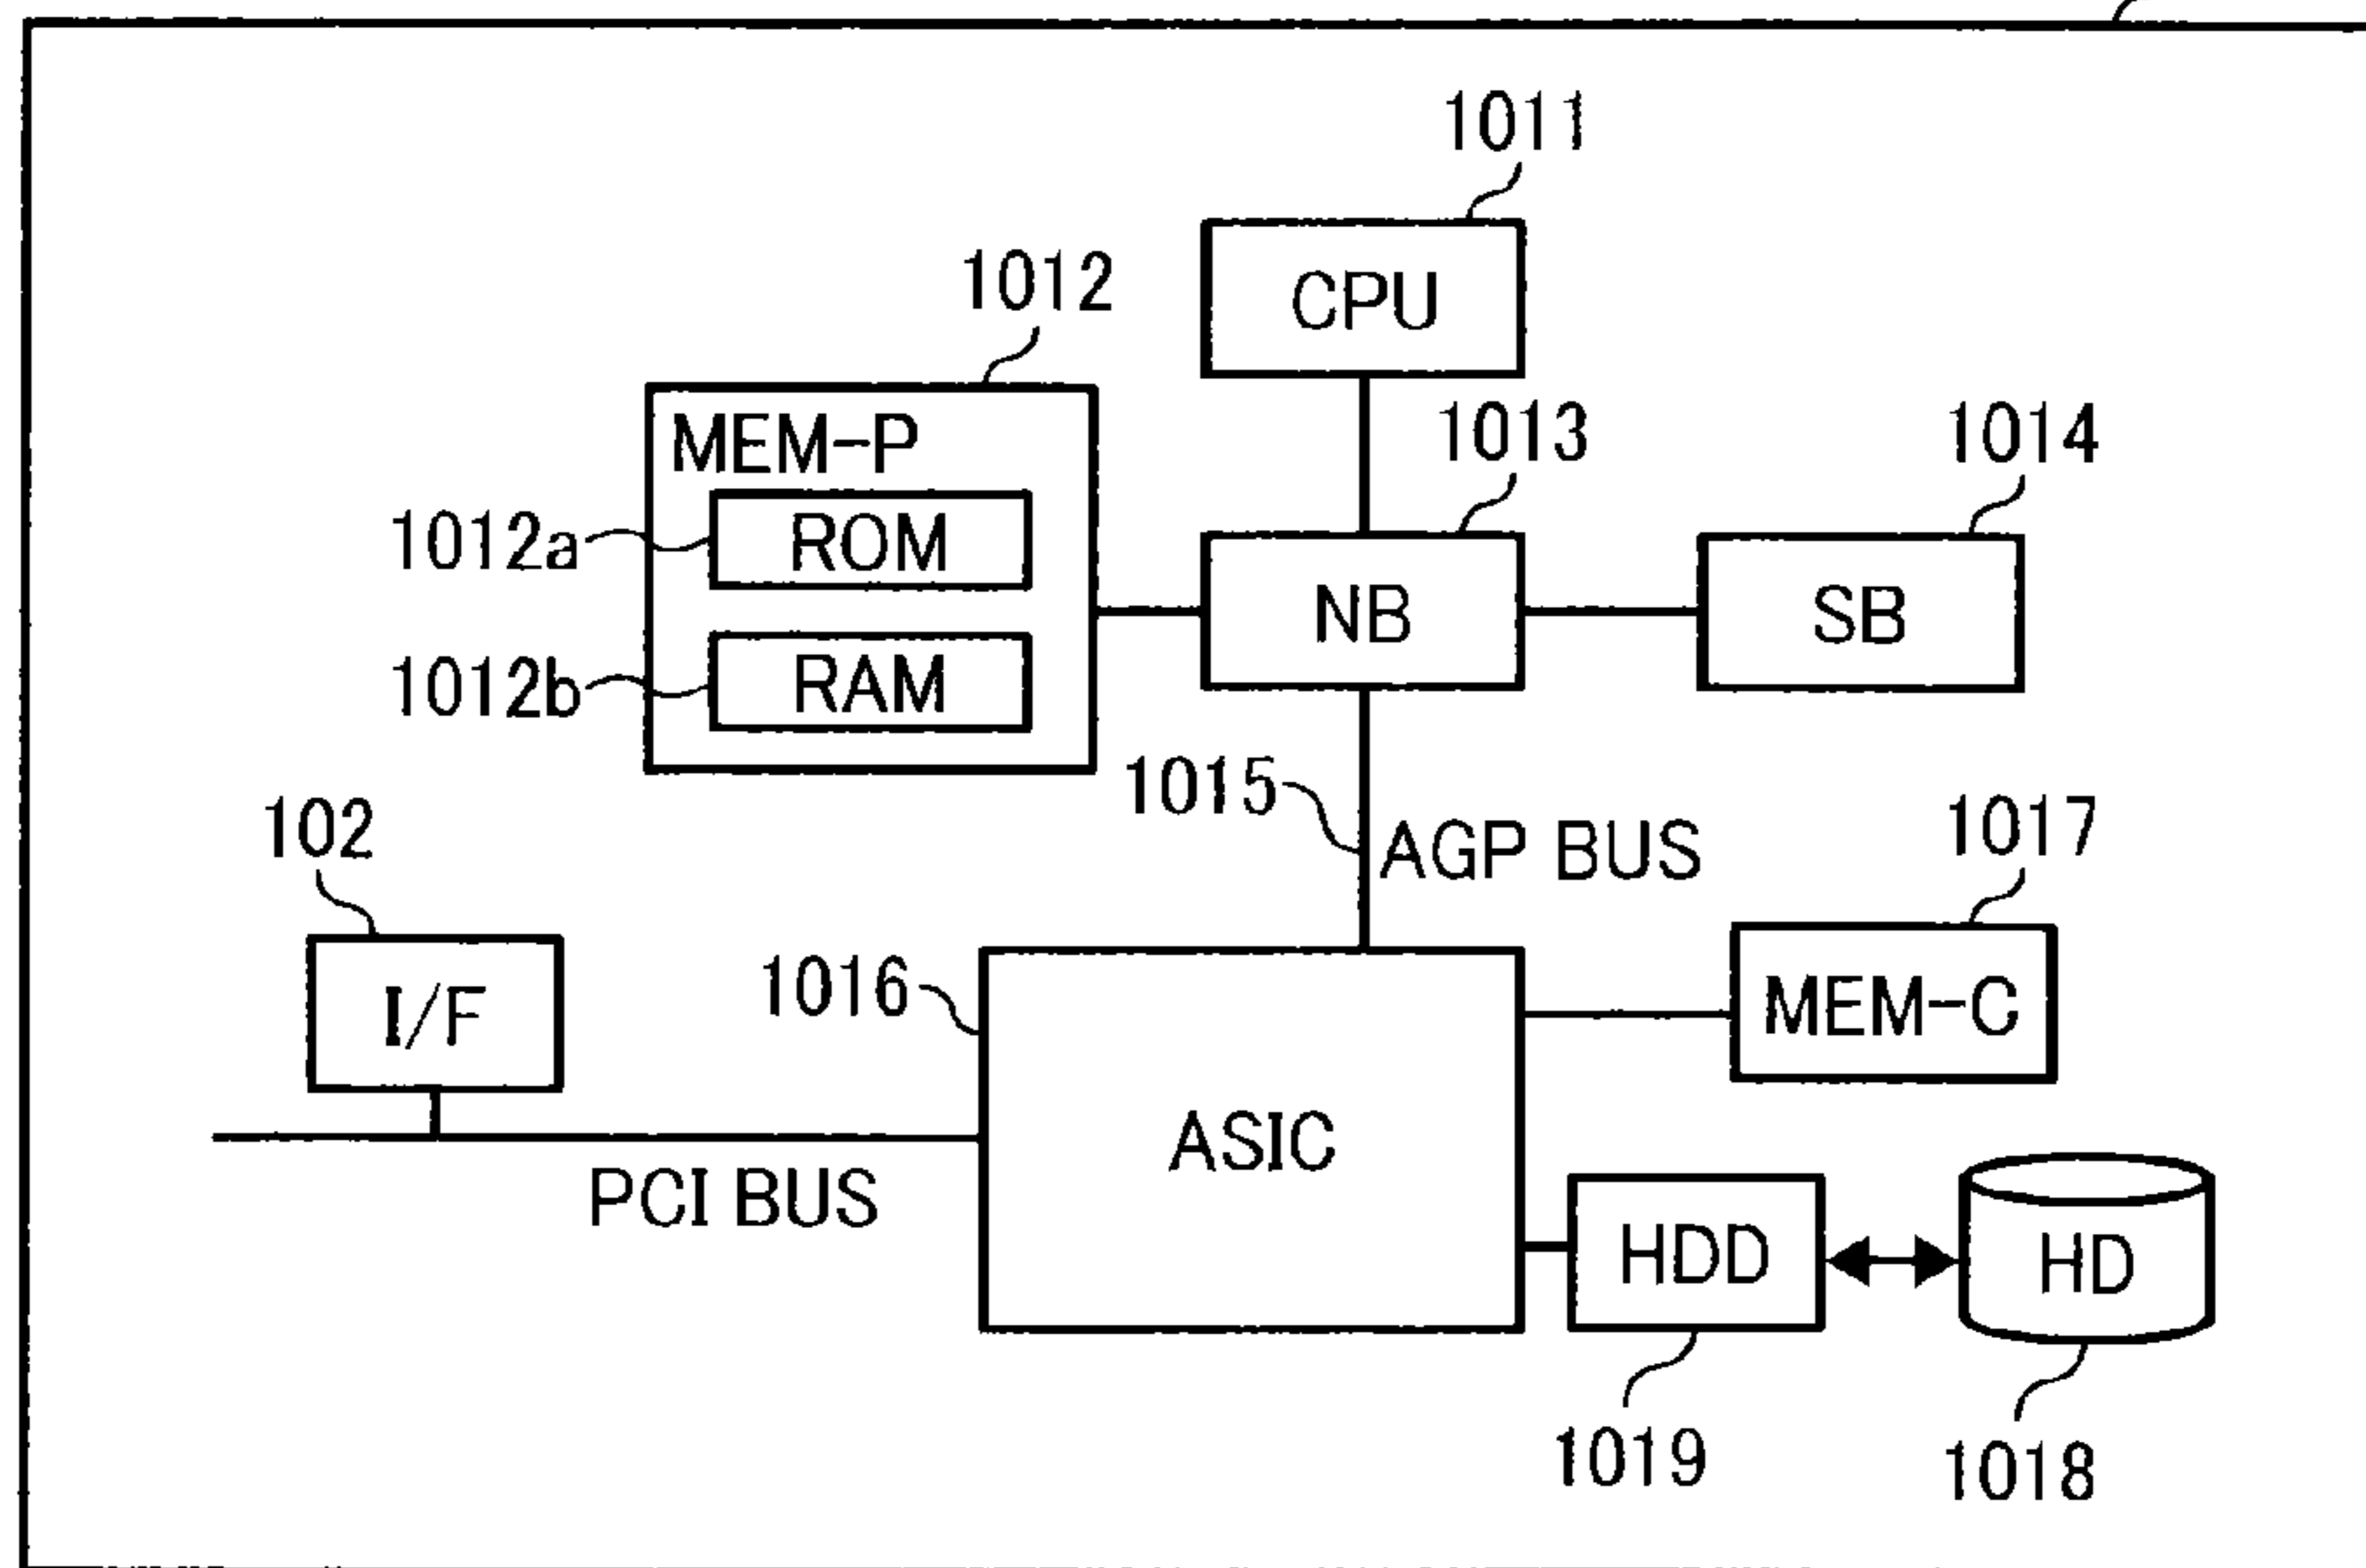 1011
CPU
1012
MEM-P
1013
1014
1012a
ROM
NB
SB
1012b
RAM
1015
AGP BUS
102
1017
I/F
1016
MEM-C
ASIC
PCI BUS
HDD
HD
1019
1018